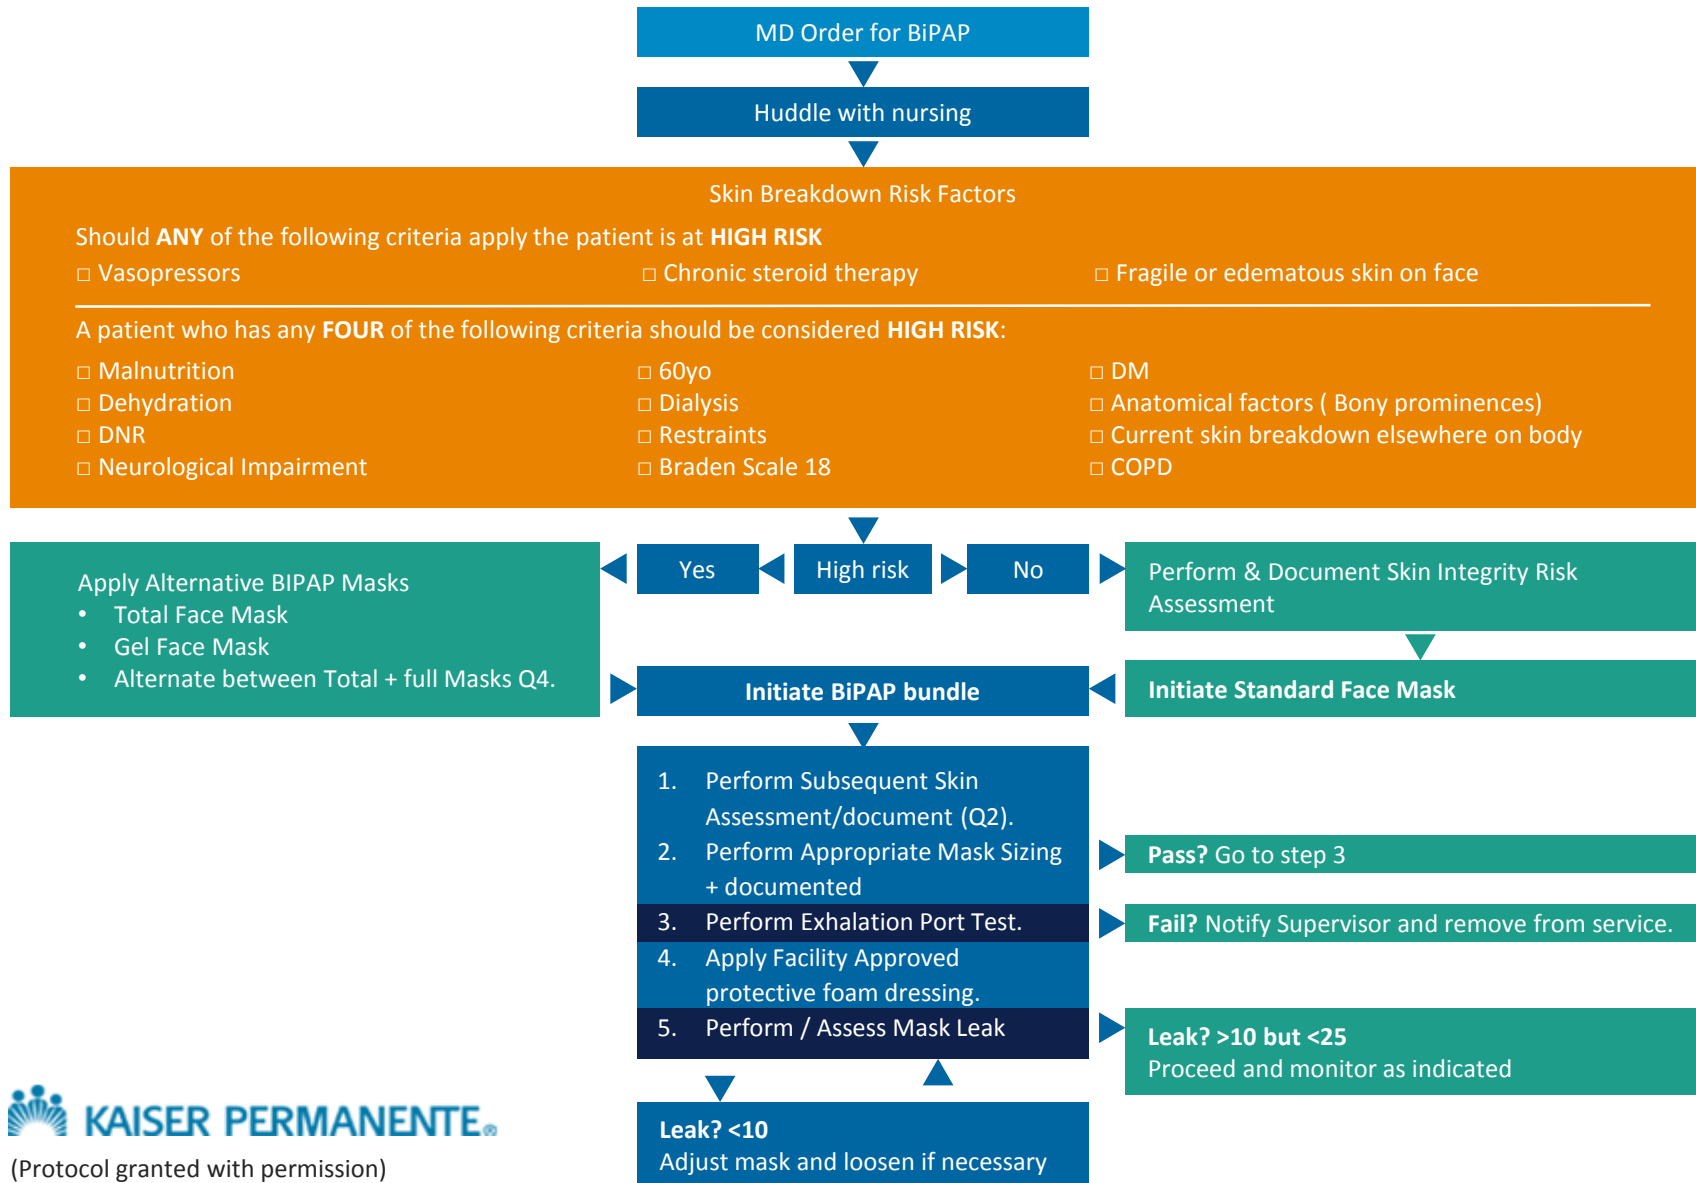 MD Order for BiPAP
Huddle with nursing
Skin Breakdown Risk Factors
Should ANY of the following criteria apply the patient is at HIGH RISK
□ Vasopressors
□ Chronic steroid therapy
□ Fragile or edematous skin on face
A patient who has any FOUR of the following criteria should be considered HIGH RISK:
□ Malnutrition
□ Dehydration
□ DNR
□ Neurological Impairment
□ 60yo
□ Dialysis
□ Restraints
□ Braden Scale 18
□ DM
□ Anatomical factors ( Bony prominences)
□ Current skin breakdown elsewhere on body
□ COPD
Yes
High risk
No
Apply Alternative BIPAP Masks
• Total Face Mask
• Gel Face Mask
• Alternate between Total + full Masks Q4.
Perform & Document Skin Integrity Risk
Assessment
Initiate Standard Face Mask
Initiate BiPAP bundle
1. Perform Subsequent Skin
Assessment/document (Q2).
2. Perform Appropriate Mask Sizing
+ documented
3. Perform Exhalation Port Test.
4. Apply Facility Approved
protective foam dressing.
5. Perform / Assess Mask Leak
Pass? Go to step 3
Fail? Notify Supervisor and remove from service.
Leak? >10 but <25
Proceed and monitor as indicated
Leak? <10
Adjust mask and loosen if necessary
KAISER PERMANENTE®
(Protocol granted with permission)